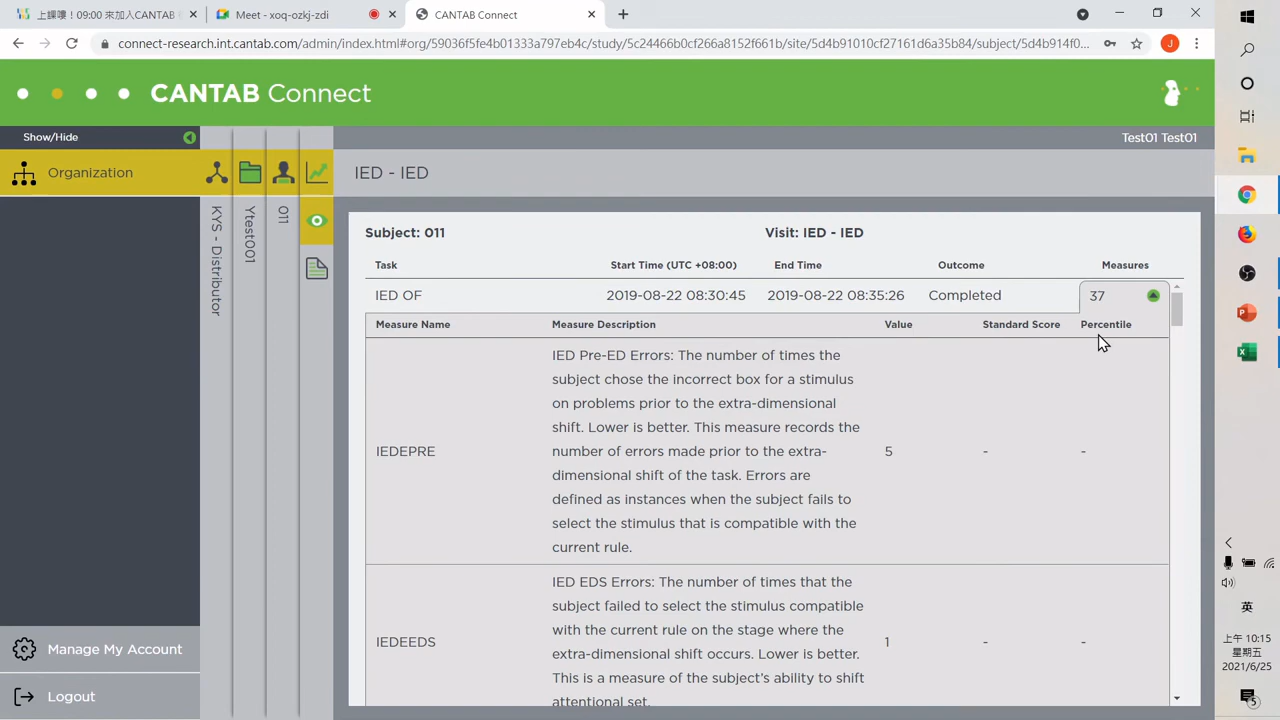 上課嘍！09:00 來加入CANTAB
Meet - xoq-ozkj-zdi
CANTAB Connect
connect-research.int.cantab.com/admin/index.html#org/59036f5fe4b01333a797eb4c/study/5c24466b0cf266a8152f661b/site/5d4b91010cf27161d6a35b84/subject/5d4b914f0...
J
CANTAB Connect
Show/Hide
Test01 Test01
Organization
IED - IED
KYS - Distributor
Ytest001
011
Subject: 011 Visit: IED - IED
Task Start Time (UTC +08:00) End Time Outcome Measures
IED OF 2019-08-22 08:30:45 2019-08-22 08:35:26 Completed 37
Measure Name Measure Description Value Standard Score Percentile
IED Pre-ED Errors: The number of times the
subject chose the incorrect box for a stimulus
on problems prior to the extra-dimensional
shift. Lower is better. This measure records the
IEDEPRE number of errors made prior to the extra- 5 - -
dimensional shift of the task. Errors are
defined as instances when the subject fails to
select the stimulus that is compatible with the
current rule.
IED EDS Errors: The number of times that the
subject failed to select the stimulus compatible
with the current rule on the stage where the
IEDEEDS extra-dimensional shift occurs. Lower is better. 1 - -
This is a measure of the subject's ability to shift
attentional set.
Manage My Account
Logout
英
上午 10:15
星期五
2021/6/25
5